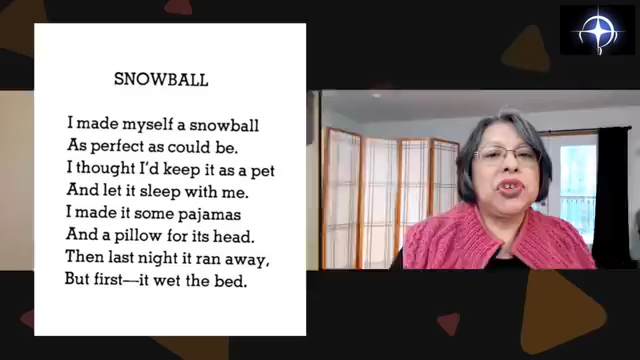 SNOWBALL
I made myself a snowball
As perfect as could be.
I thought I'd keep it as a pet
And let it sleep with me.
I made it some pajamas
And a pillow for its head.
Then last night it ran away,
But first—it wet the bed.